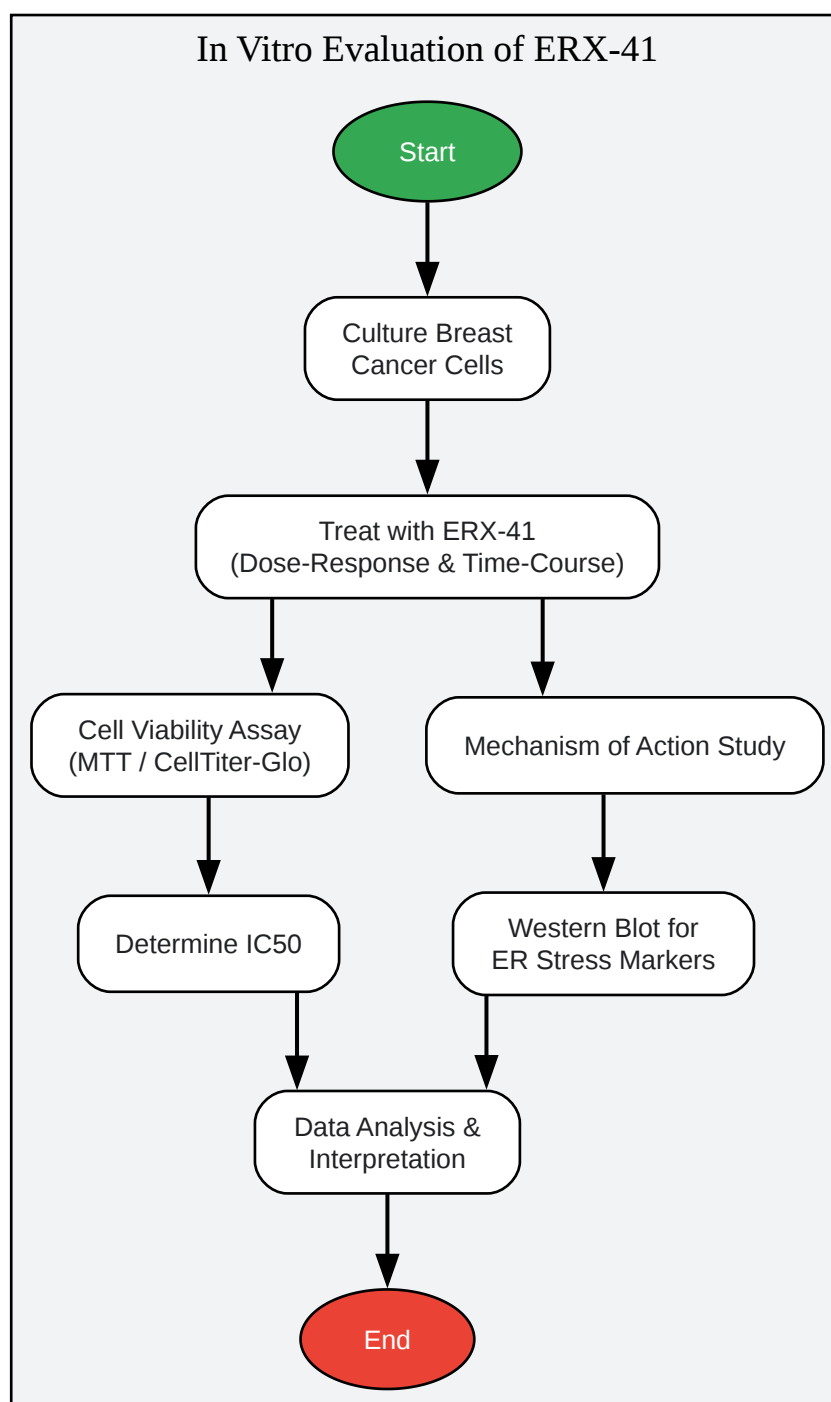 In Vitro Evaluation of ERX-41
Start
Culture Breast
Cancer Cells
Treat with ERX-41
(Dose-Response & Time-Course)
Cell Viability Assay
(MTT / CellTiter-Glo)
Mechanism of Action Study
Determine IC50
Western Blot for
ER Stress Markers
Data Analysis &
Interpretation
End